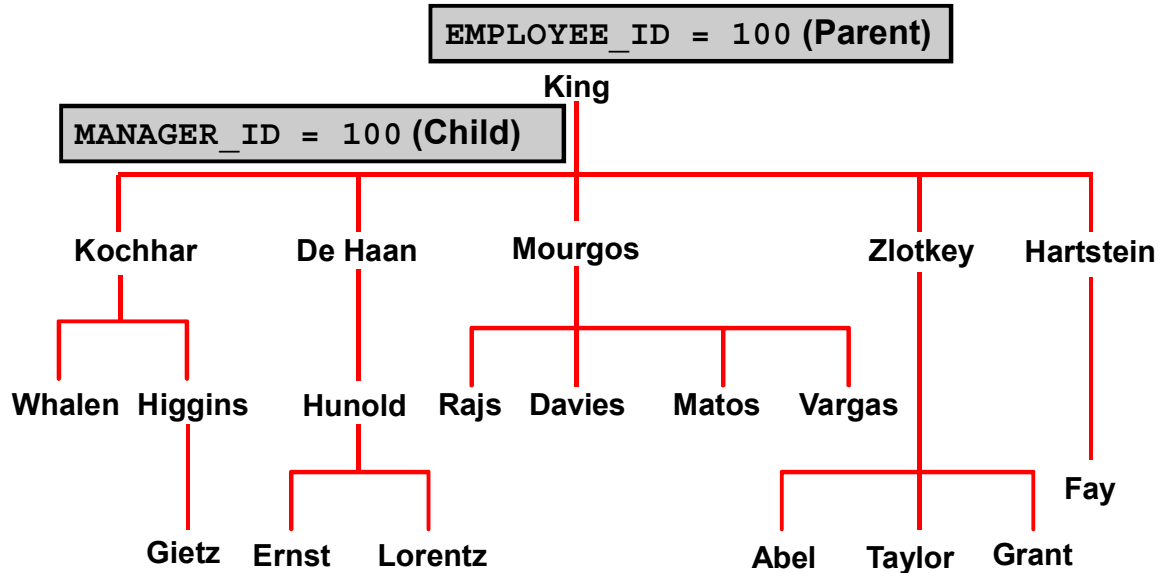 EMPLOYEE_ID = 100 (Parent)
King
MANAGER_ID = 100 (Child)
Kochhar De Haan Mourgos Zlotkey Hartstein
Whalen Higgins Hunold Rajs Davies Matos Vargas
Fay
Gietz Ernst Lorentz Abel Taylor Grant